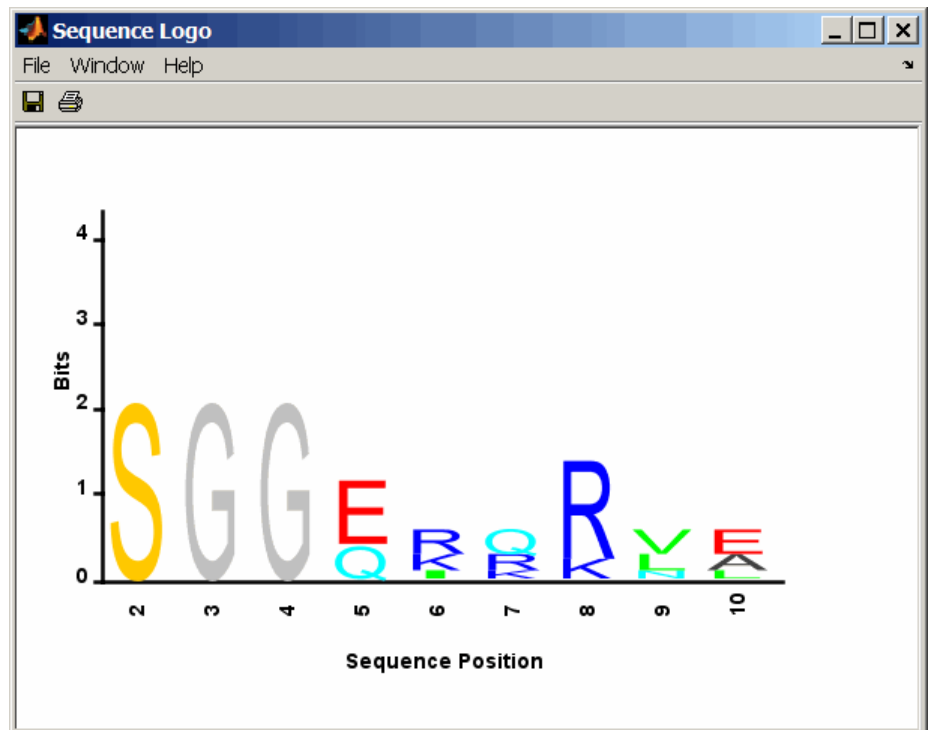 Sequence Logo
File Window Help
4
3
2
1
0
Bits
S G G E Q R K I Q R K R K V L N E A L
2 3 4 5 6 7 8 9 10
Sequence Position